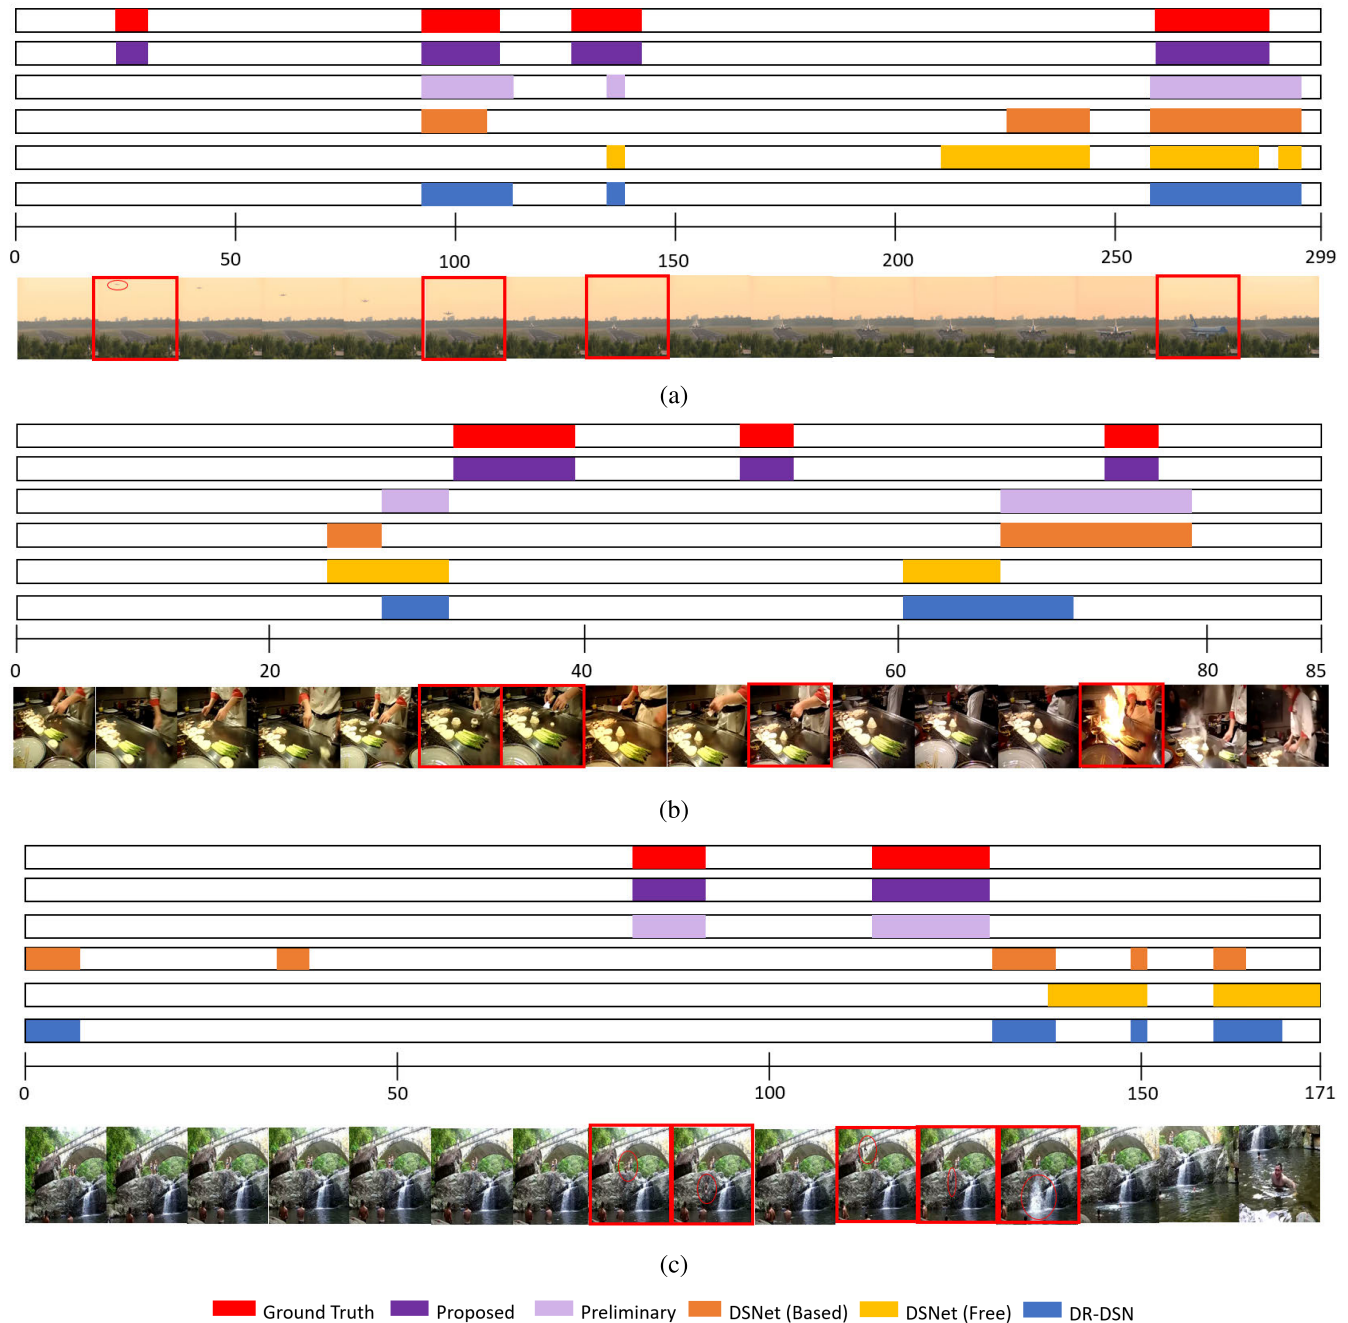 0 50 100 150 200 250 299
(a)
0 20 40 60 80 85
(b)
0 50 100 150 171
(c)
Ground Truth Proposed Preliminary DSNet (Based) DSNet (Free) DR-DSN